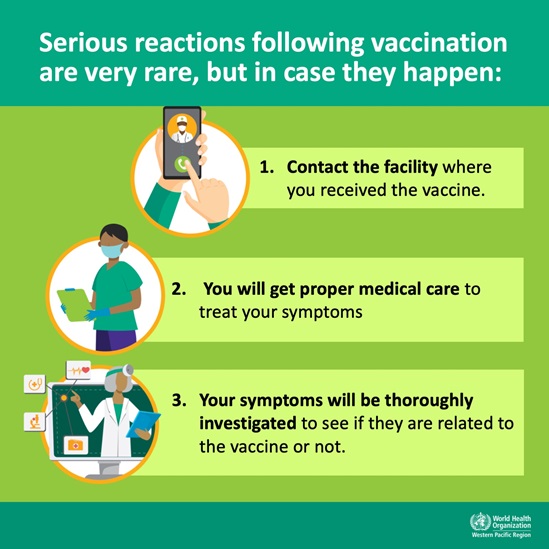 Serious reactions following vaccination
are very rare, but in case they happen:
1. Contact the facility where
you received the vaccine.
2. You will get proper medical care to
treat your symptoms
3. Your symptoms will be thoroughly
investigated to see if they are related to
the vaccine or not.
World Health
Organization
Western Pacific Region